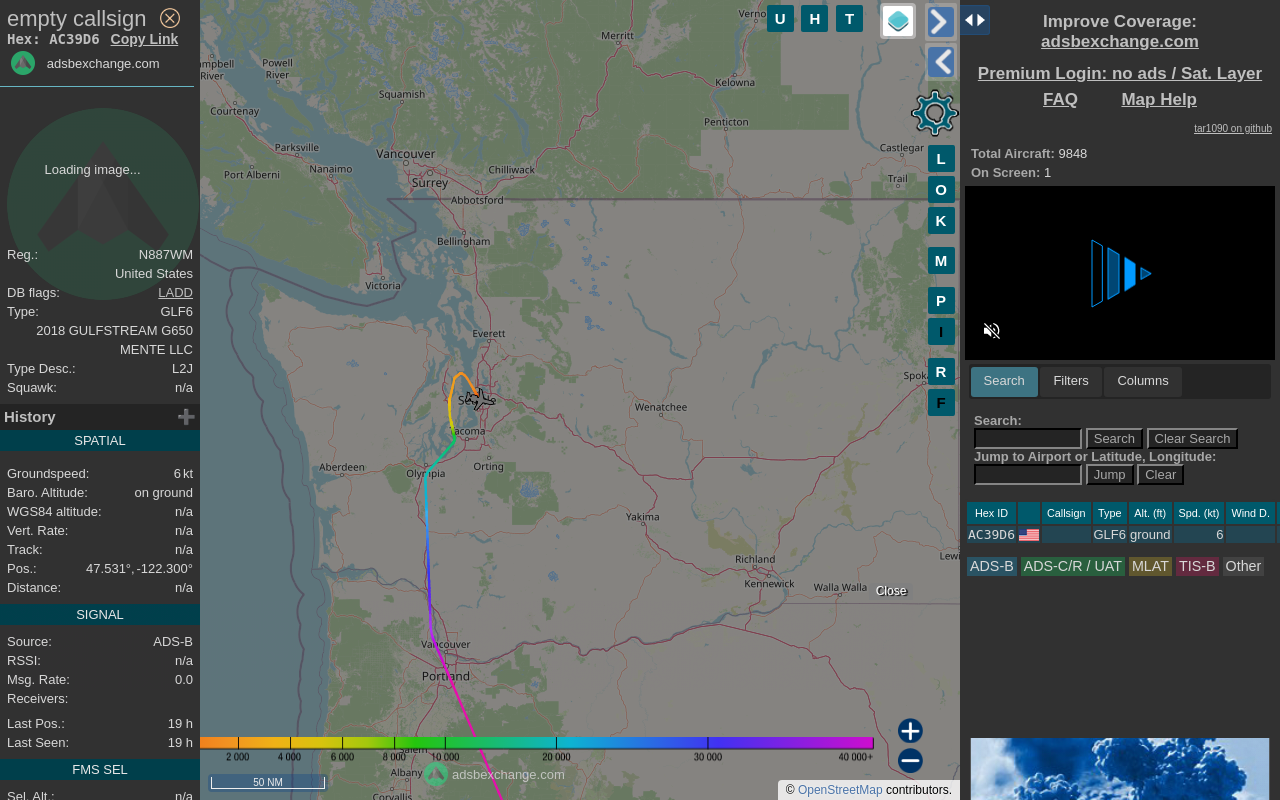 empty callsign
Hex: AC39D6 Copy Link
adsbexchange.com
Loading image...
Reg.: N887WM
United States
DB flags: LADD
Type: GLF6
2018 GULFSTREAM G650
MENTE LLC
Type Desc.: L2J
Squawk: n/a
History
SPATIAL
Groundspeed: 6 kt
Baro. Altitude: on ground
WGS84 altitude: n/a
Vert. Rate: n/a
Track: n/a
Pos.: 47.531°, -122.300°
Distance: n/a
SIGNAL
Source: ADS-B
RSSI: n/a
Msg. Rate: 0.0
Receivers:
Last Pos.: 19 h
Last Seen: 19 h
FMS SEL
Sel. Alt.: n/a
Merritt
Powell
River
River
Squamish
Courtenay
Kelowna
Penticton
Parksville
Nanaimo
Port Alberni
Vancouver
Surrey
Chilliwack
Abbotsford
Castlegar
Trail
Bellingham
Victoria
Everett
Wenatchee
Aberdeen
Olympia
Orting
Yakima
Richland
Kennewick
Walla Walla
Vancouver
Portland
Albany
Corvallis
Close
U H T
L
O
K
M
P
I
R
F
2 000 4 000 6 000 8 000 10 000 20 000 30 000 40 000+
50 NM
adsbexchange.com
© OpenStreetMap contributors.
Improve Coverage:
adsbexchange.com
Premium Login: no ads / Sat. Layer
FAQ Map Help
tar1090 on github
Total Aircraft: 9848
On Screen: 1
Search Filters Columns
Search:
Search Clear Search
Jump to Airport or Latitude, Longitude:
Jump Clear
Hex ID Callsign Type Alt. (ft) Spd. (kt) Wind D.
AC39D6 GLF6 ground 6
ADS-B ADS-C/R / UAT MLAT TIS-B Other